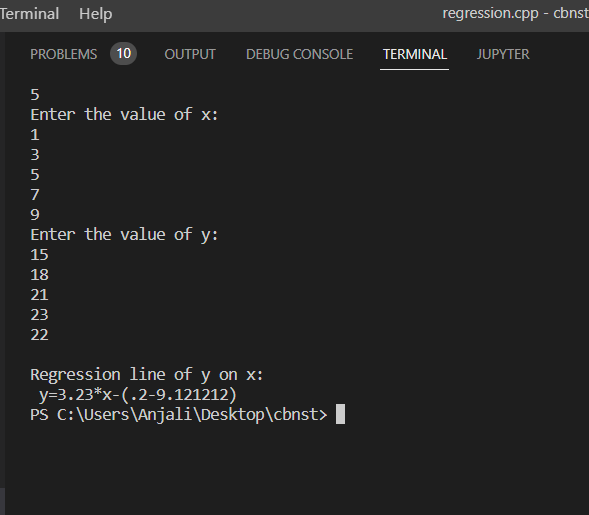 Terminal Help regression.cpp - cbnst
PROBLEMS 10 OUTPUT DEBUG CONSOLE TERMINAL JUPYTER
5
Enter the value of x:
1
3
5
7
9
Enter the value of y:
15
18
21
23
22
Regression line of y on x:
y=3.23*x-(.2-9.121212)
PS C:\Users\Anjali\Desktop\cbnst>